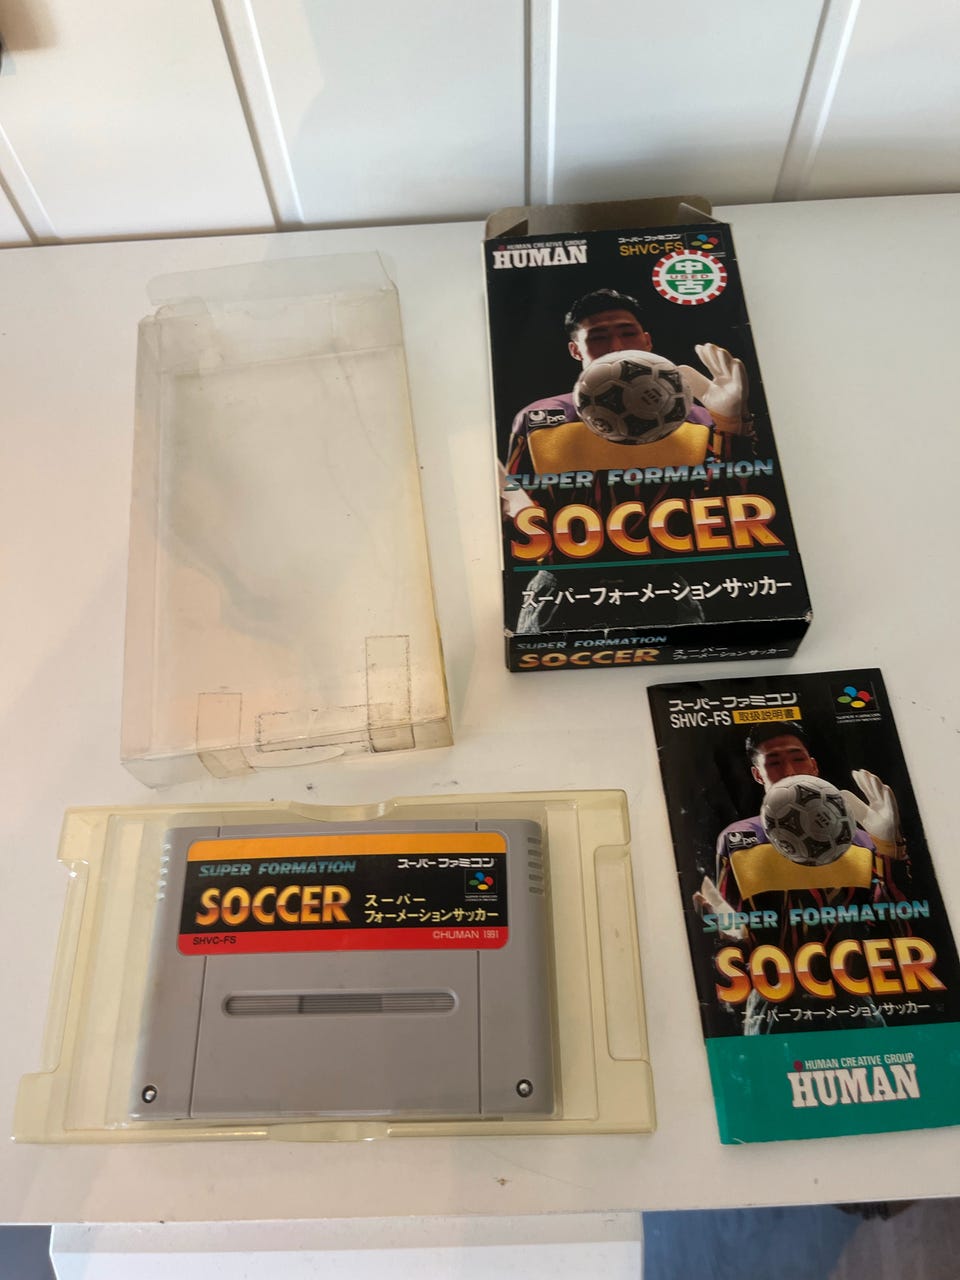 HUMAN CREATIVE GROUP
HUMAN
スーパーファミコン
SHVC-FS
中
USED
古
pro
SUPER FORMATION
SOCCER
スーパーフォーメーションサッカー
SUPER FORMATION
SOCCER
スーパー
フォーメーションサッカー
スーパーファミコン
SHVC-FS 取扱説明書
SUPER FAMICOM
pro
SUPER FORMATION
SOCCER
スーパーフォーメーションサッカー
HUMAN CREATIVE GROUP
HUMAN
SUPER FORMATION
スーパーファミコン
SOCCER
スーパー
フォーメーションサッカー
SUPER FAMICOM
SHVC-FS
©HUMAN 1991